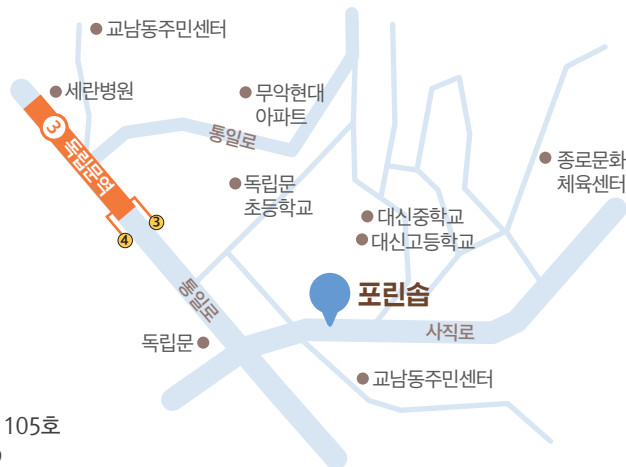 교남동주민센터
세란병원
무악현대
아파트
3 독립문역
통일로
종로문화
체육센터
독립문
초등학교
3
4
대신중학교
대신고등학교
통일로
포린솝
사직로
독립문
교남동주민센터
105호